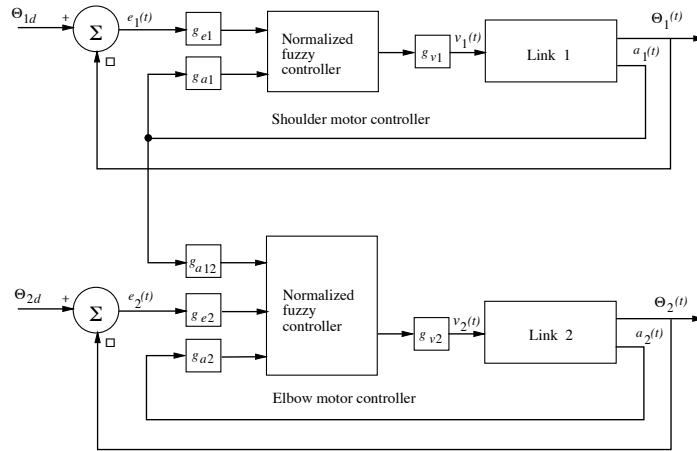 Θ1d
+
Σ
e1(t)
ge1
ga1
Normalized
fuzzy
controller
gv1
v1(t)
Link 1
Θ1(t)
a1(t)
Shoulder motor controller
Θ2d
+
Σ
e2(t)
ga12
ge2
ga2
Normalized
fuzzy
controller
gv2
v2(t)
Link 2
Θ2(t)
a2(t)
Elbow motor controller